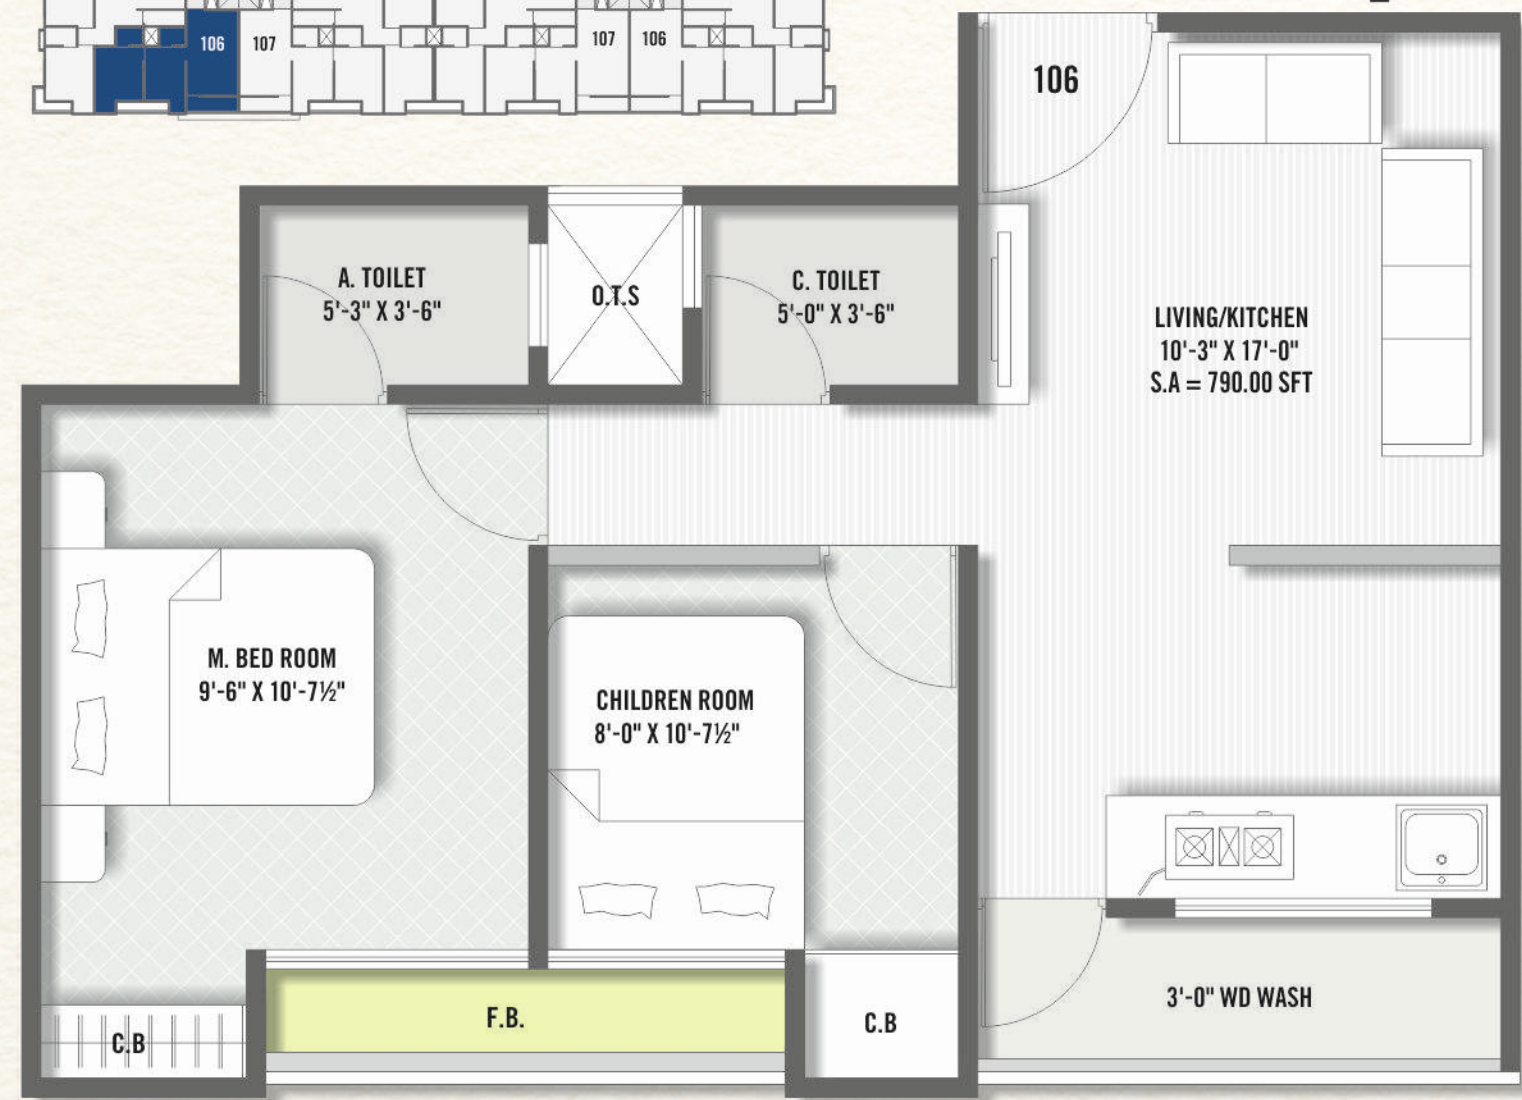 106
107
107
106
106
A. TOILET
5'-3" X 3'-6"
O.T.S
C. TOILET
5'-0" X 3'-6"
LIVING/KITCHEN
10'-3" X 17'-0"
S.A = 790.00 SFT
M. BED ROOM
9'-6" X 10'-7½"
CHILDREN ROOM
8'-0" X 10'-7½"
3'-0" WD WASH
F.B.
C.B
C.B